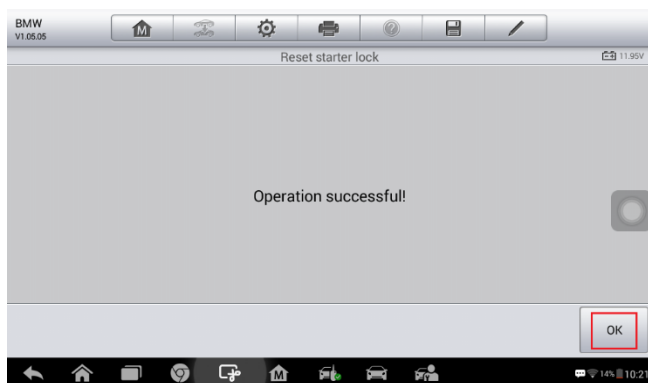 BMW
V1.05.05
M
Reset starter lock
11.95V
Operation successful!
OK
M
14% 10:21